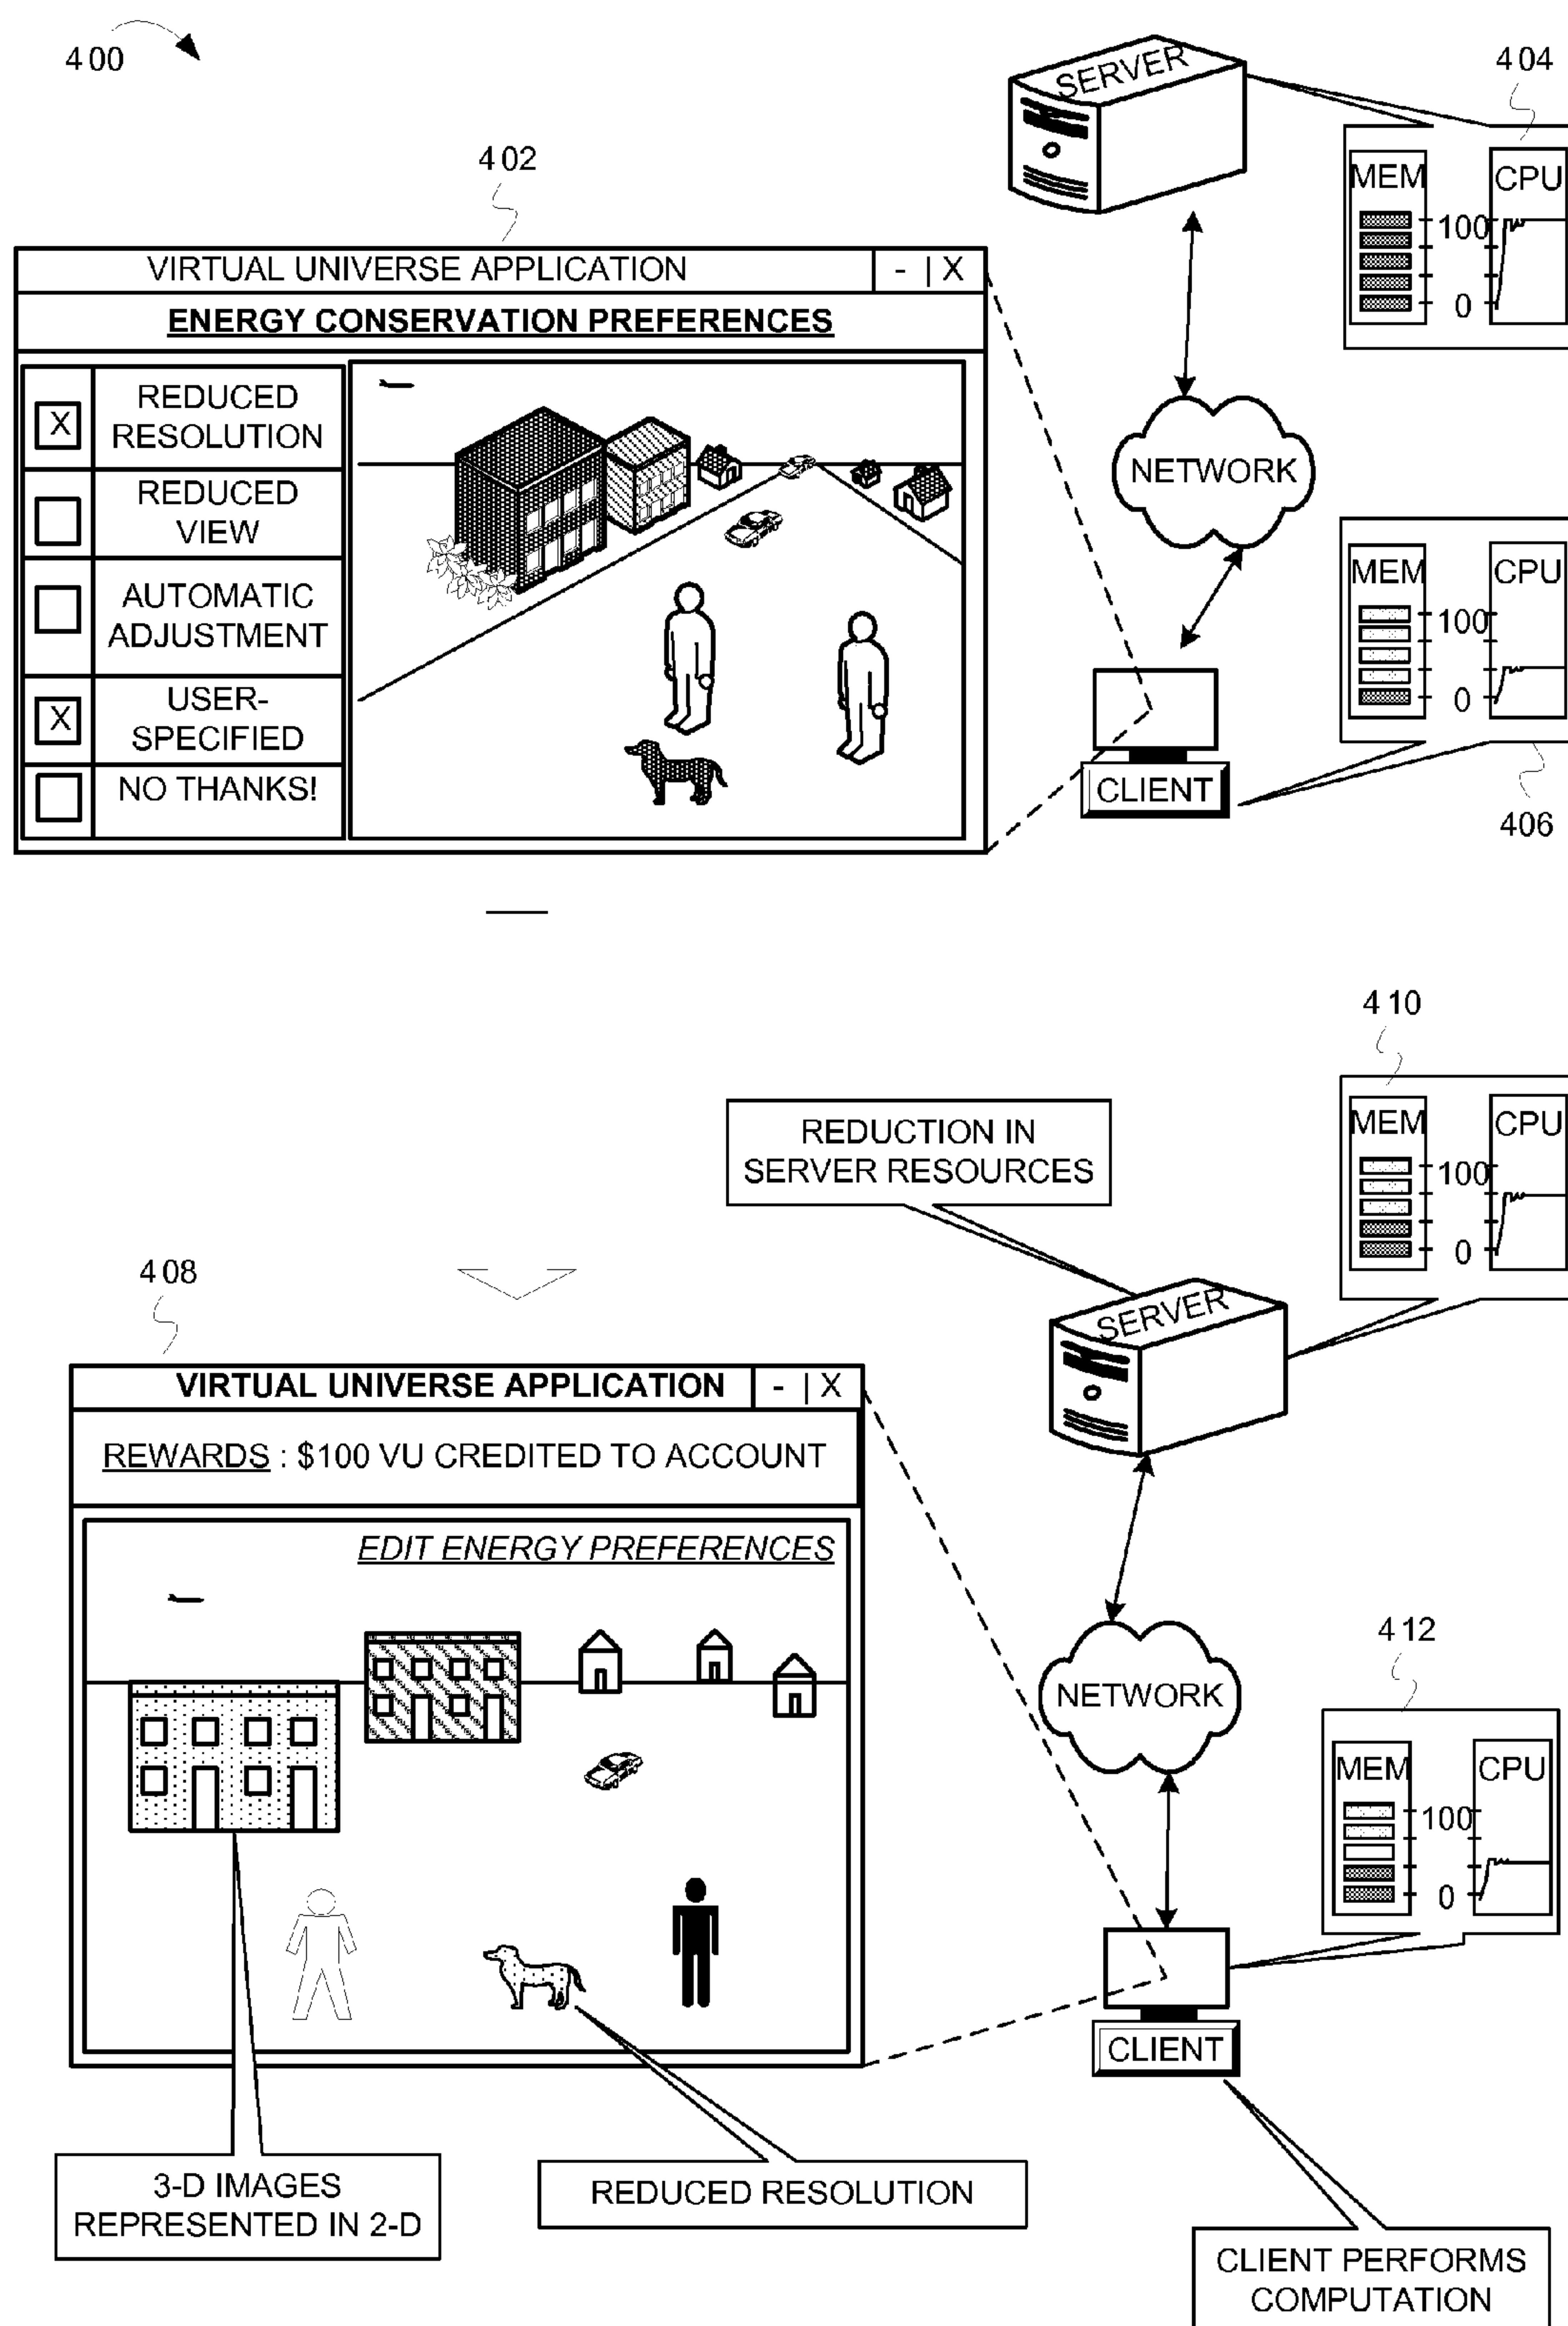 400
SERVER
404
MEM
CPU
100
0
402
VIRTUAL UNIVERSE APPLICATION
- | X
ENERGY CONSERVATION PREFERENCES
X
REDUCED
RESOLUTION
REDUCED
VIEW
AUTOMATIC
ADJUSTMENT
X
USER-
SPECIFIED
NO THANKS!
NETWORK
MEM
CPU
100
0
CLIENT
406
410
MEM
CPU
100
0
REDUCTION IN
SERVER RESOURCES
SERVER
408
VIRTUAL UNIVERSE APPLICATION
- | X
REWARDS : $100 VU CREDITED TO ACCOUNT
EDIT ENERGY PREFERENCES
NETWORK
412
MEM
CPU
100
0
CLIENT
3-D IMAGES
REPRESENTED IN 2-D
REDUCED RESOLUTION
CLIENT PERFORMS
COMPUTATION